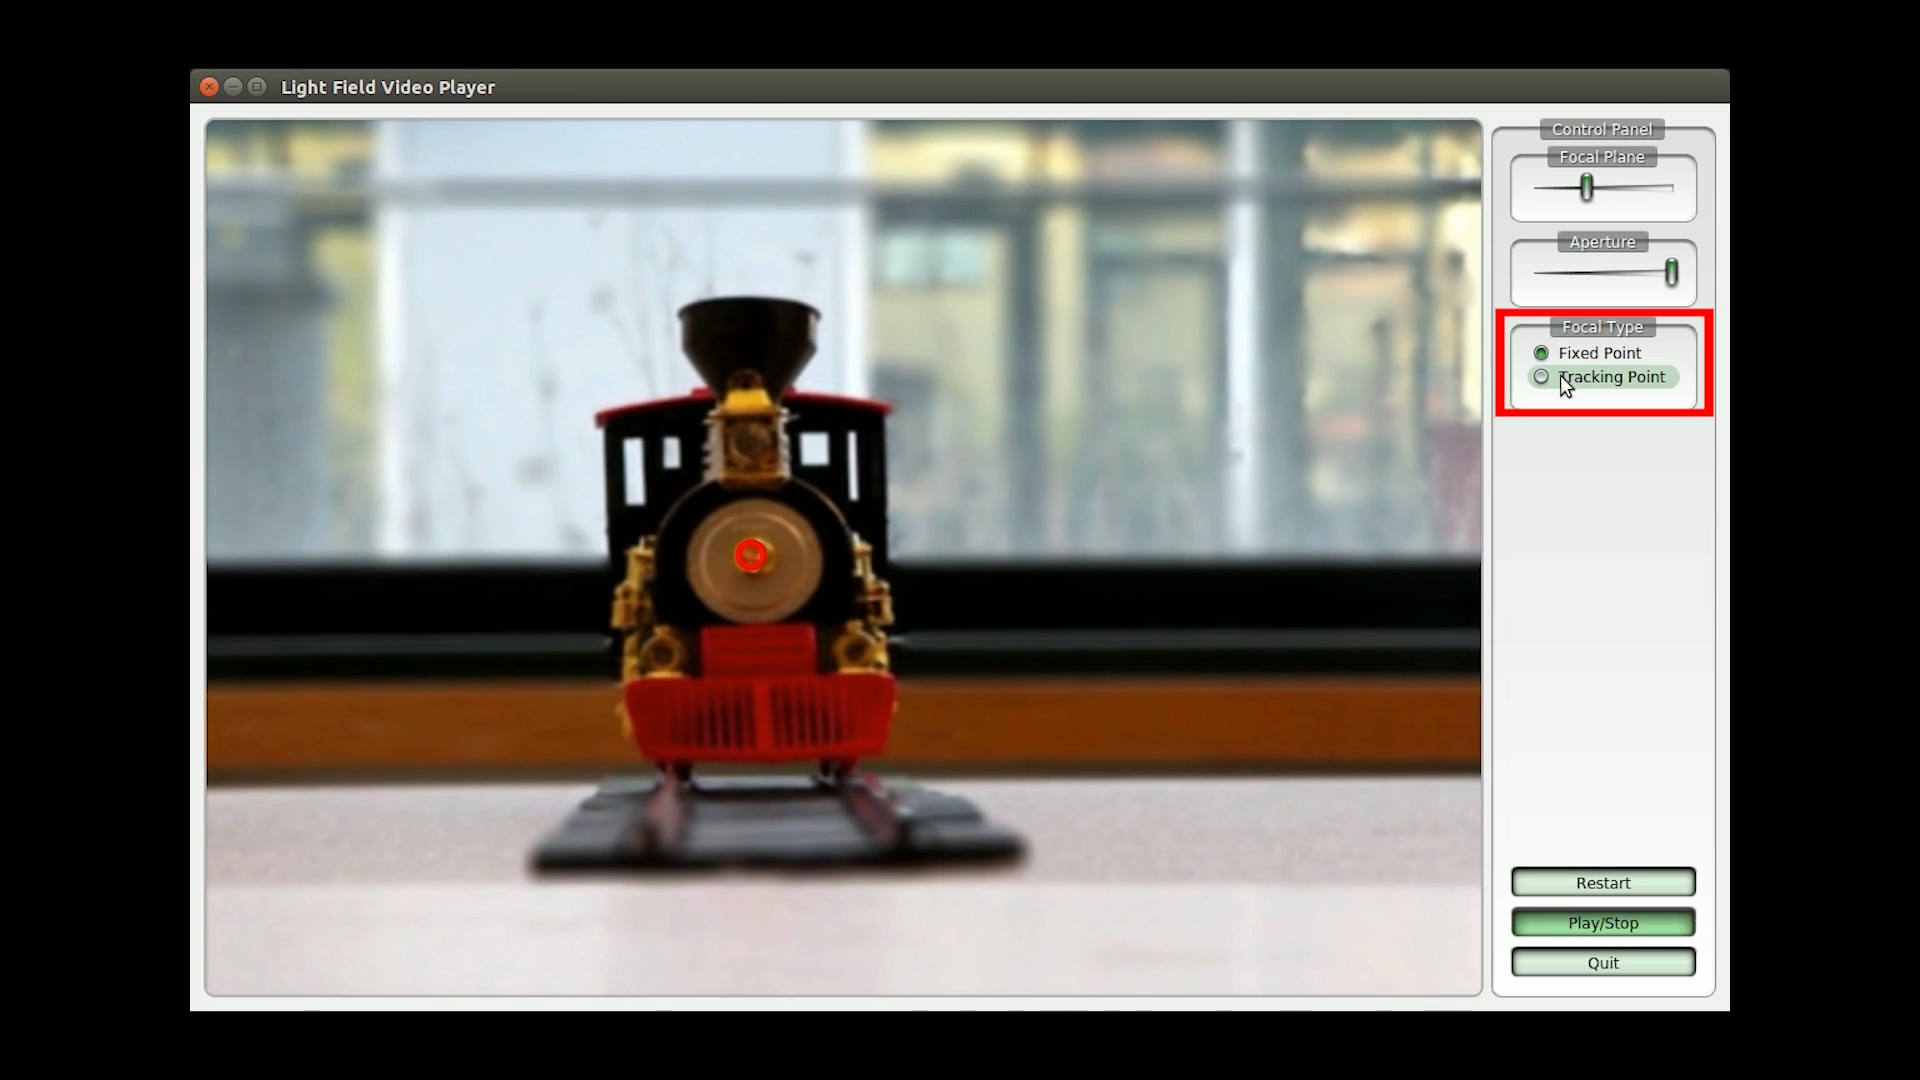 Light Field Video Player
Control Panel
Focal Plane
Aperture
Focal Type
Fixed Point
Tracking Point
Restart
Play/Stop
Quit